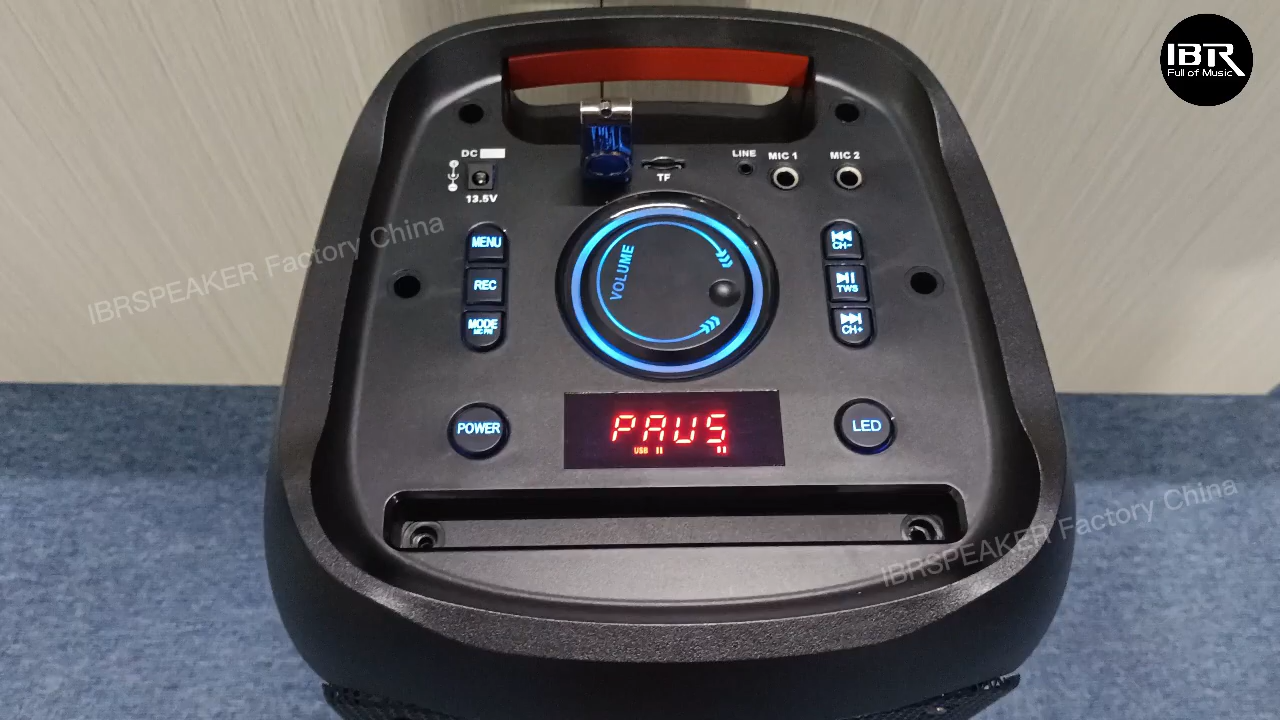 IBR
Full of Music
DC
13.5V
TF
LINE
MIC 1
MIC 2
IBRSPEAKER Factory China
MENU
REC
MODE
VOLUME
CH-
TWS
CH+
POWER
PAUS
USB
LED
IBRSPEAKER Factory China